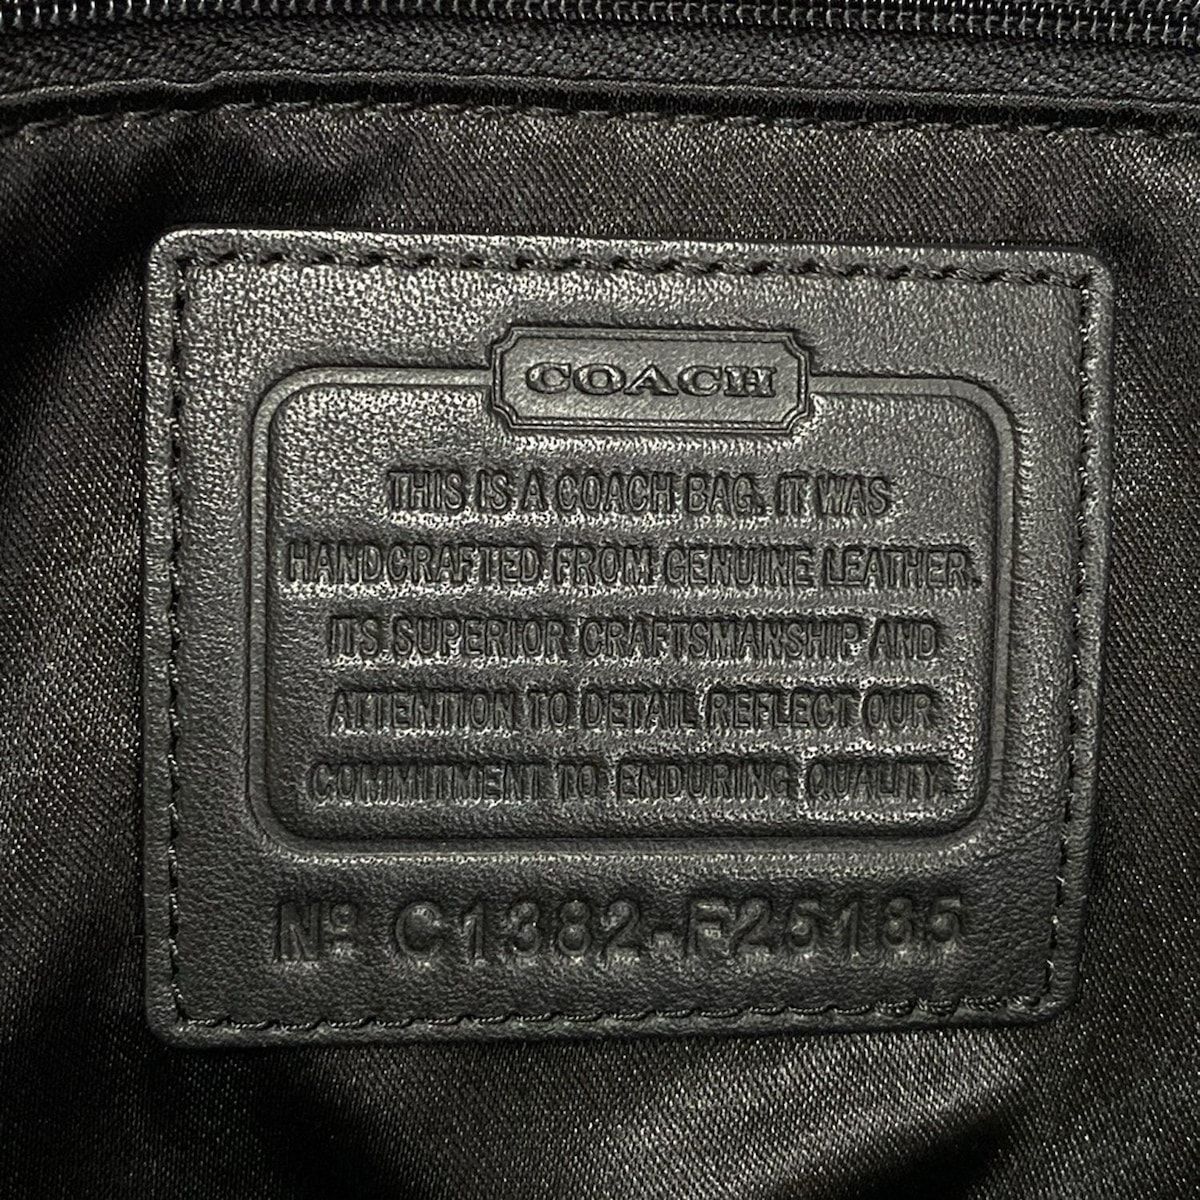 COACH
THIS IS A COACH BAG. IT WAS
HANDCRAFTED FROM GENUINE LEATHER.
ITS SUPERIOR CRAFTSMANSHIP AND
ATTENTION TO DETAIL REFLECT OUR
COMMITMENT TO ENDURING QUALITY.
Nº C1382-F25185